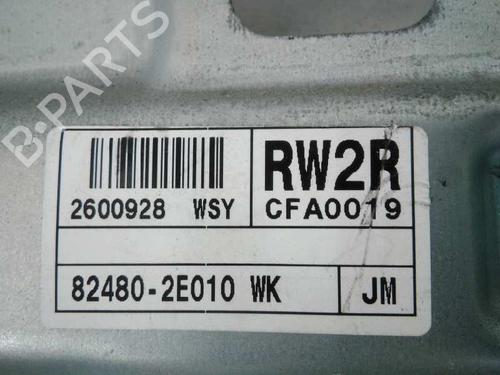 B-PARTS
RW2R
2600928 WSY
CFA0019
82480-2E010 WK
JM